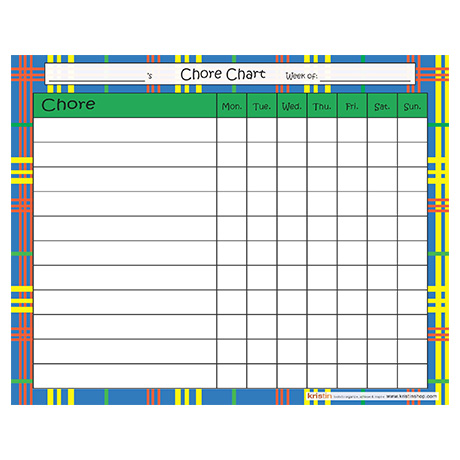 's Chore Chart Week of:
Chore Mon. Tue. Wed. Thu. Fri. Sat. Sun.
kristin www.kristinshop.com